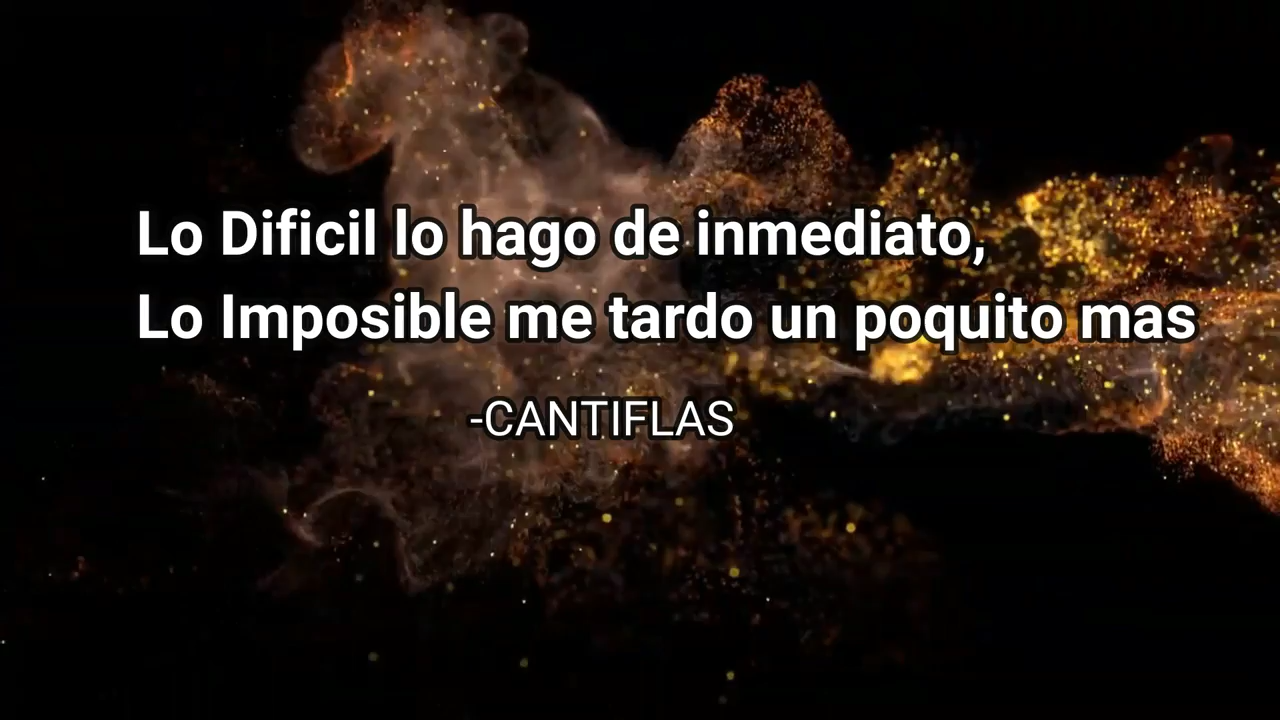 Lo Dificil lo hago de inmediato,
Lo Imposible me tardo un poquito mas
-CANTIFLAS